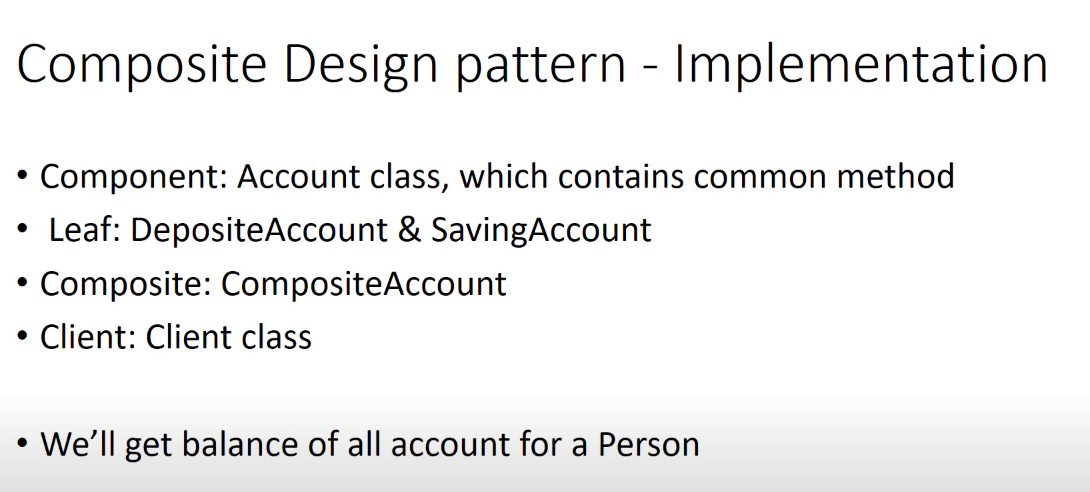 Composite Design pattern - Implementation
• Component: Account class, which contains common method
• Leaf: DepositeAccount & SavingAccount
• Composite: CompositeAccount
• Client: Client class
• We’ll get balance of all account for a Person